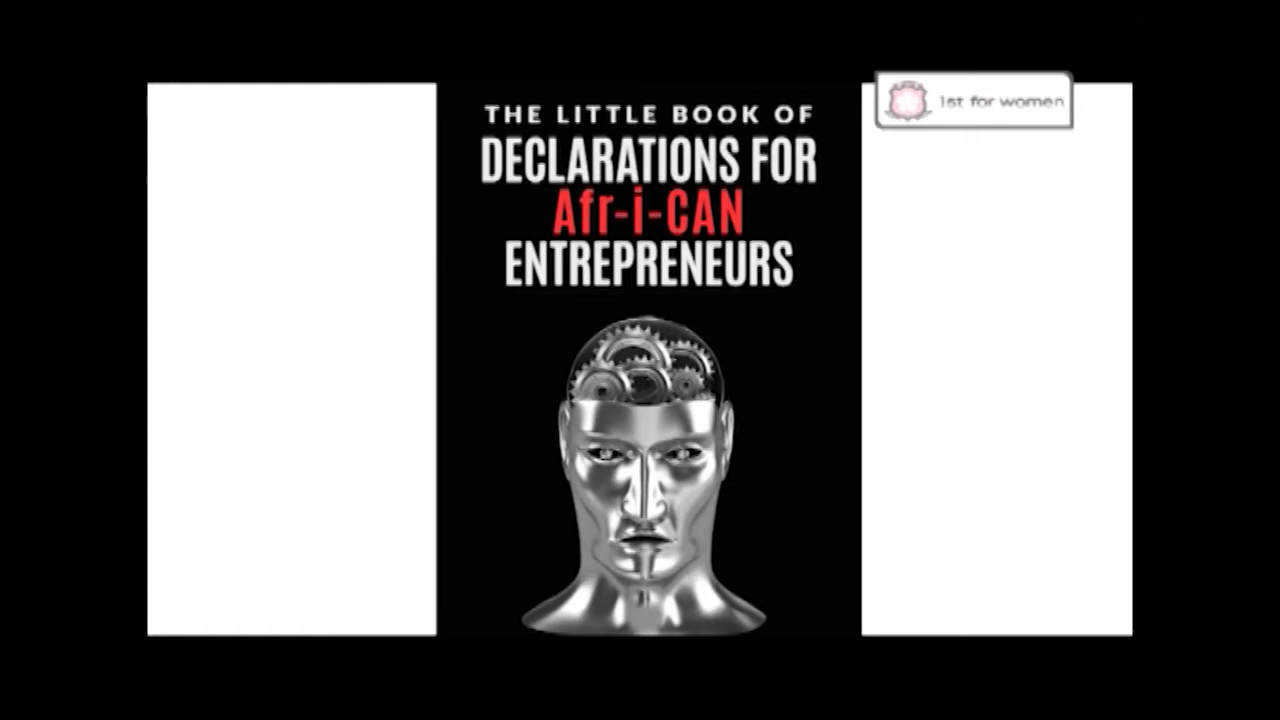 THE LITTLE BOOK OF
DECLARATIONS FOR
Afr-i-CAN
ENTREPRENEURS
1st for women